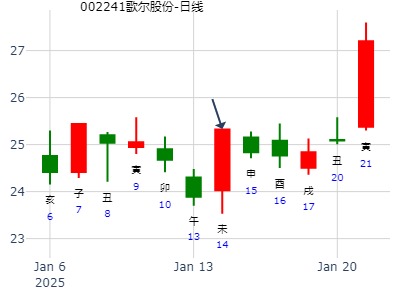 002241歌尔股份-日线
27
26
25
24
23
亥
6
子
7
丑
8
寅
9
卯
10
午
13
未
14
申
15
酉
16
戌
17
丑
20
寅
21
Jan 6
2025
Jan 13
Jan 20